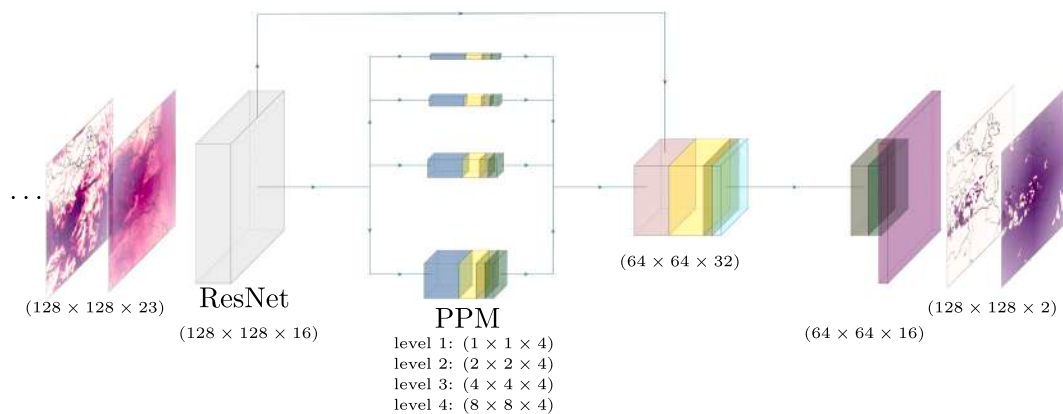 ...
(128 × 128 × 23)
ResNet
(128 × 128 × 16)
PPM
level 1: (1 × 1 × 4)
level 2: (2 × 2 × 4)
level 3: (4 × 4 × 4)
level 4: (8 × 8 × 4)
(64 × 64 × 32)
(64 × 64 × 16)
(128 × 128 × 2)